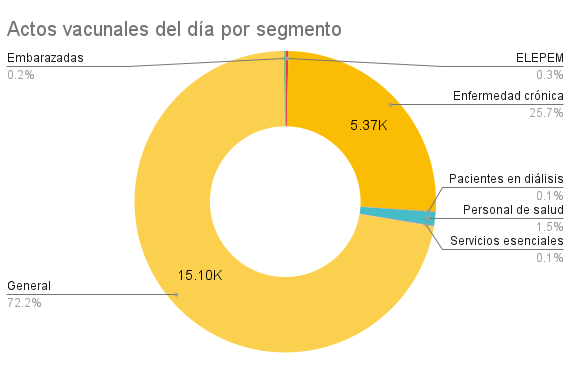 Actos vacunales del día por segmento
Embarazadas
0.2%
ELEPEM
0.3%
Enfermedad crónica
25.7%
5.37K
Pacientes en diálisis
0.1%
Personal de salud
1.5%
Servicios esenciales
0.1%
15.10K
General
72.2%